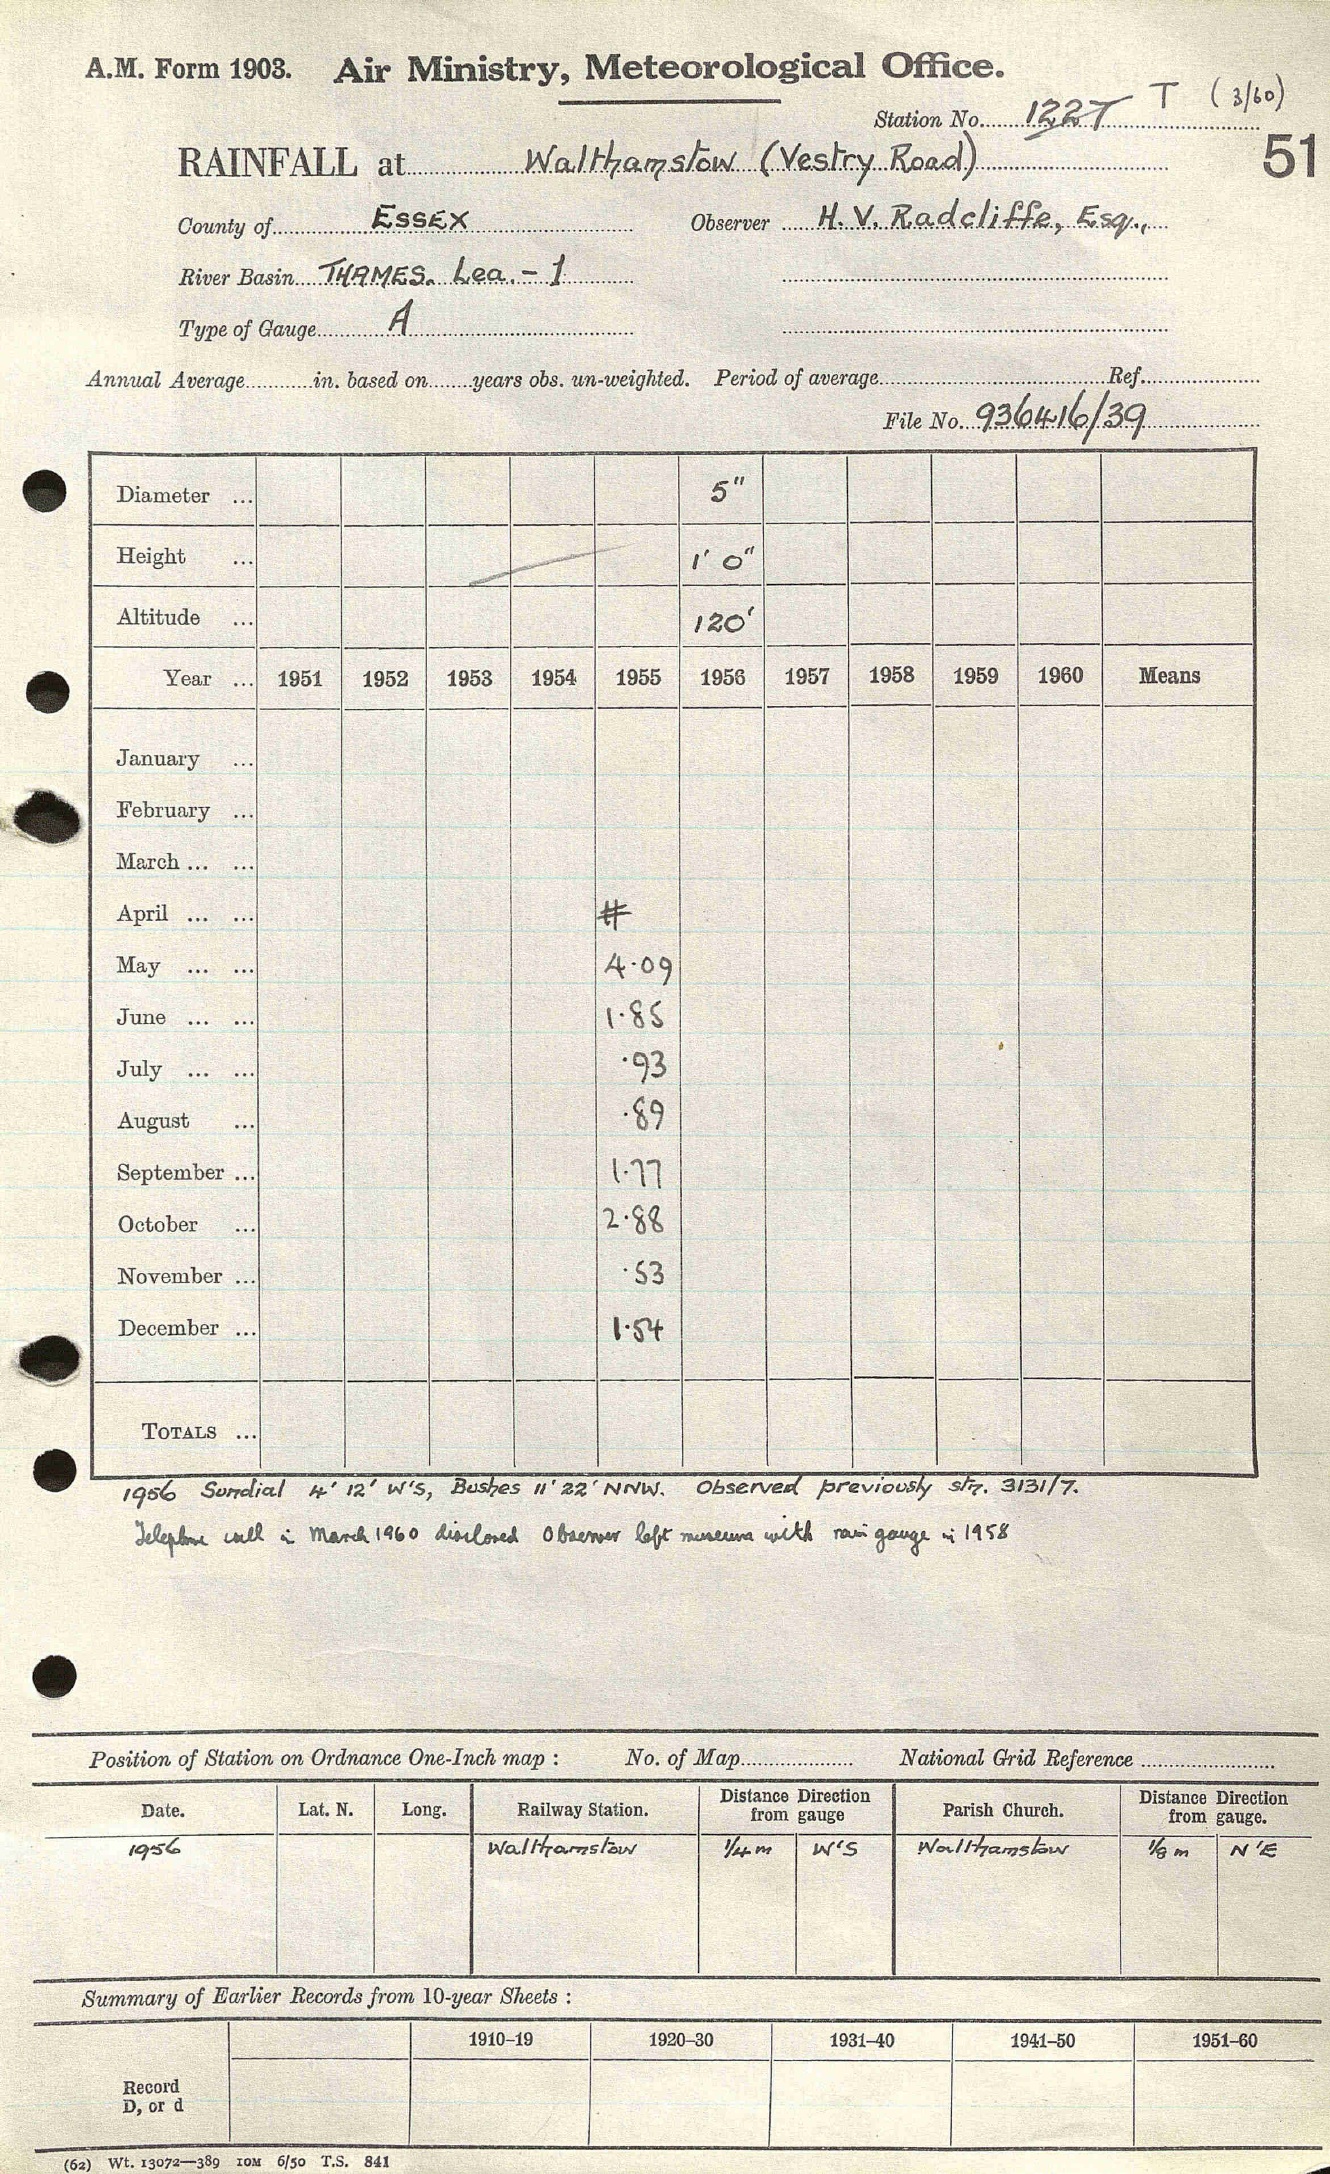 A.M. Form 1903. Air Ministry, Meteorological Office.
Station No. 1227 T (3/60)
51
RAINFALL at Walthamstow (Vestry Road)
County of ESSEX Observer H. V. Radcliffe, Esq.,
River Basin THAMES. Lea. - 1
Type of Gauge A
Annual Average in. based on years obs. un-weighted. Period of average Ref.
File No. 936416/39
Diameter ... 5"
Height ... 1' 0"
Altitude ... 120'
Year ... 1951 1952 1953 1954 1955 1956 1957 1958 1959 1960 Means
January ...
February ...
March ... ...
April ... ... #
May ... ... 4·09
June ... ... 1·85
July ... ... ·93
August ... ·89
September ... 1·77
October ... 2·88
November ... ·53
December ... 1·54
TOTALS ...
1956 Sundial 4' 12' W'S, Bushes 11' 22' NNW. Observed previously stn. 3131/7.
Telephone call in March 1960 disclosed Observer left museum with rain gauge in 1958
Position of Station on Ordnance One-Inch map : No. of Map National Grid Reference
Date. Lat. N. Long. Railway Station. Distance Direction from gauge Parish Church. Distance Direction from gauge.
1956 Walthamstow 1/4 m W'S Walthamstow 1/8 m N'E
Summary of Earlier Records from 10-year Sheets :
1910–19 1920–30 1931–40 1941–50 1951–60
Record
D, or d
(62) Wt. 13072—389 10M 6/50 T.S. 841